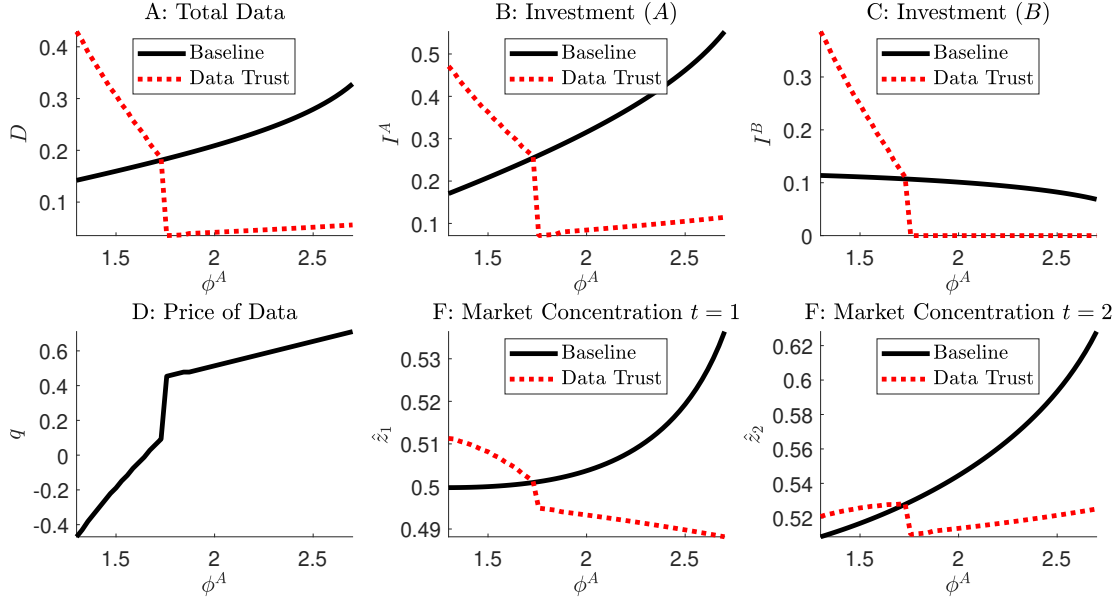 A: Total Data
Baseline
Data Trust
D
0.4
0.3
0.2
0.1
1.5
2
2.5
ϕ^A
B: Investment (A)
Baseline
Data Trust
I^A
0.5
0.4
0.3
0.2
0.1
1.5
2
2.5
ϕ^A
C: Investment (B)
Baseline
Data Trust
I^B
0.3
0.2
0.1
0
1.5
2
2.5
ϕ^A
D: Price of Data
q
0.6
0.4
0.2
0
-0.2
-0.4
1.5
2
2.5
ϕ^A
F: Market Concentration t = 1
Baseline
Data Trust
ẑ₁
0.53
0.52
0.51
0.5
0.49
1.5
2
2.5
ϕ^A
F: Market Concentration t = 2
Baseline
Data Trust
ẑ₂
0.62
0.6
0.58
0.56
0.54
0.52
1.5
2
2.5
ϕ^A